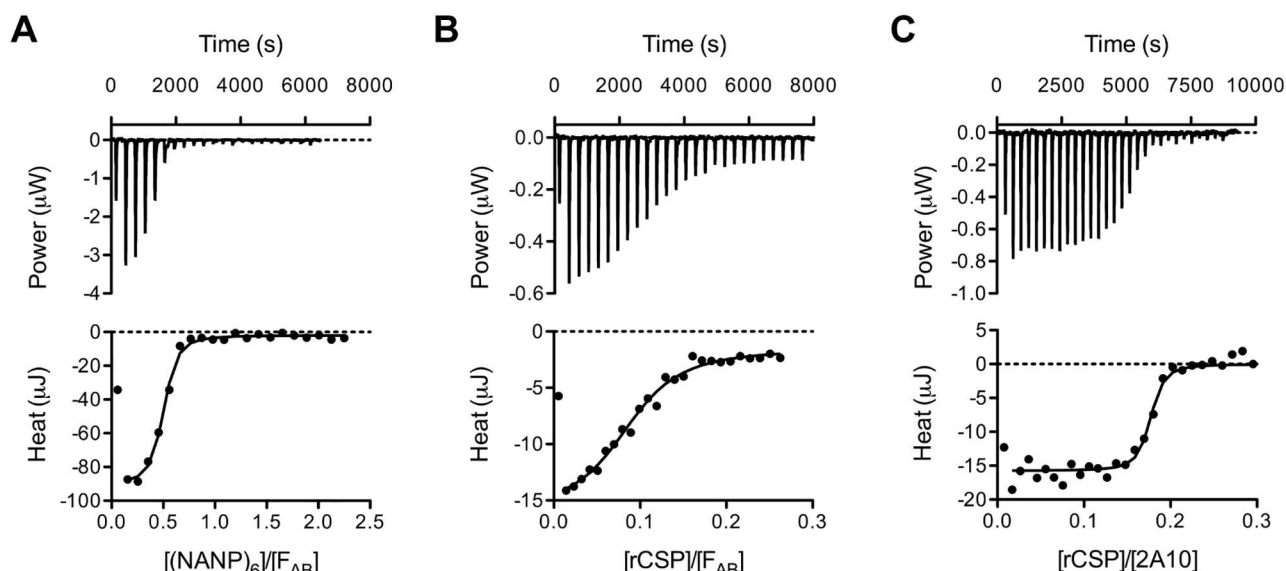 A
Time (s)
0 2000 4000 6000 8000
0
-1
-2
-3
-4
Power (μW)
0
-20
-40
-60
-80
-100
Heat (μJ)
0.0 0.5 1.0 1.5 2.0 2.5
[(NANP)6]/[FAB]
B
Time (s)
0 2000 4000 6000 8000
0.0
-0.2
-0.4
-0.6
Power (μW)
0
-5
-10
-15
Heat (μJ)
0.0 0.1 0.2 0.3
[rCSP]/[FAB]
C
Time (s)
0 2500 5000 7500 10000
0.0
-0.2
-0.4
-0.6
-0.8
-1.0
Power (μW)
5
0
-5
-10
-15
-20
Heat (μJ)
0.0 0.1 0.2 0.3
[rCSP]/[2A10]